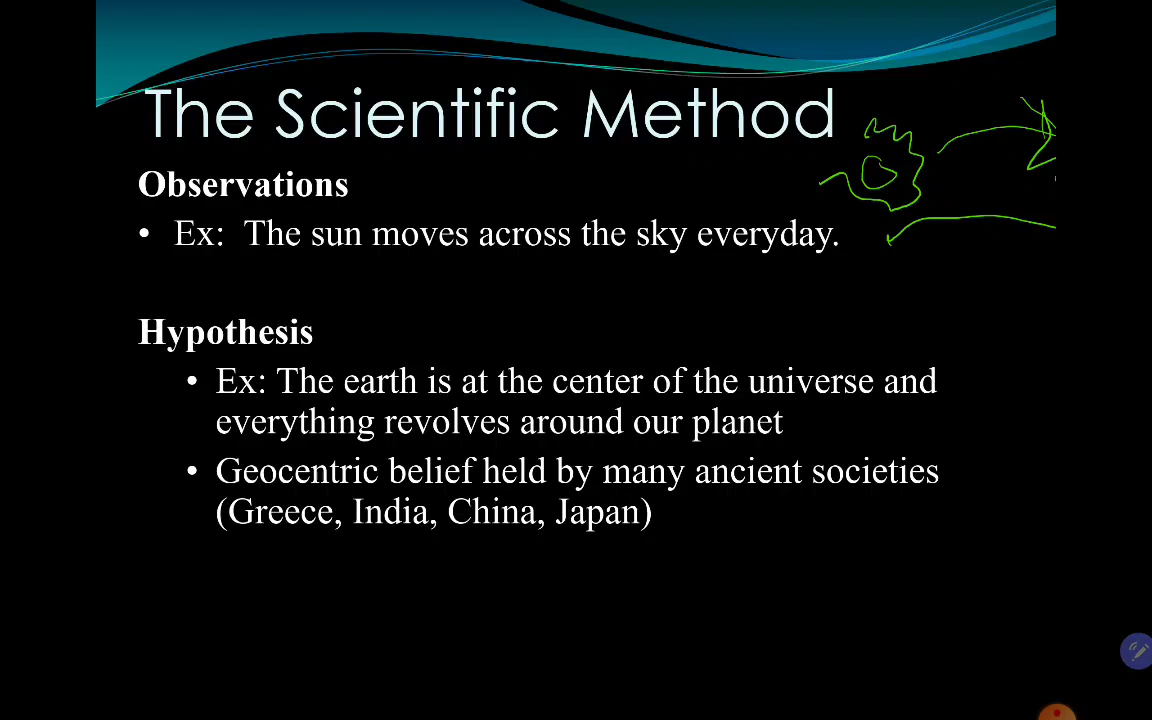 The Scientific Method
Observations
• Ex: The sun moves across the sky everyday.
Hypothesis
• Ex: The earth is at the center of the universe and
everything revolves around our planet
• Geocentric belief held by many ancient societies
(Greece, India, China, Japan)